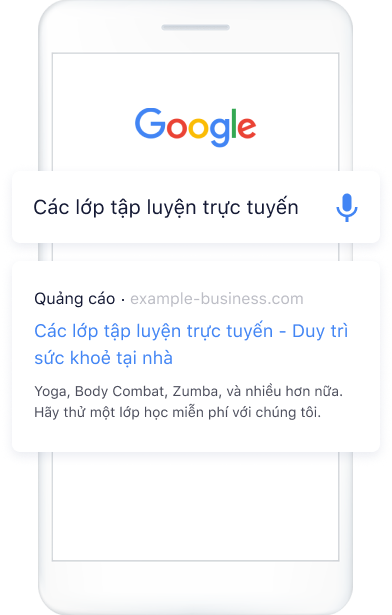 Google
Các lớp tập luyện trực tuyến
Quảng cáo · example-business.com
Các lớp tập luyện trực tuyến - Duy trì
sức khoẻ tại nhà
Yoga, Body Combat, Zumba, và nhiều hơn nữa.
Hãy thử một lớp học miễn phí với chúng tôi.